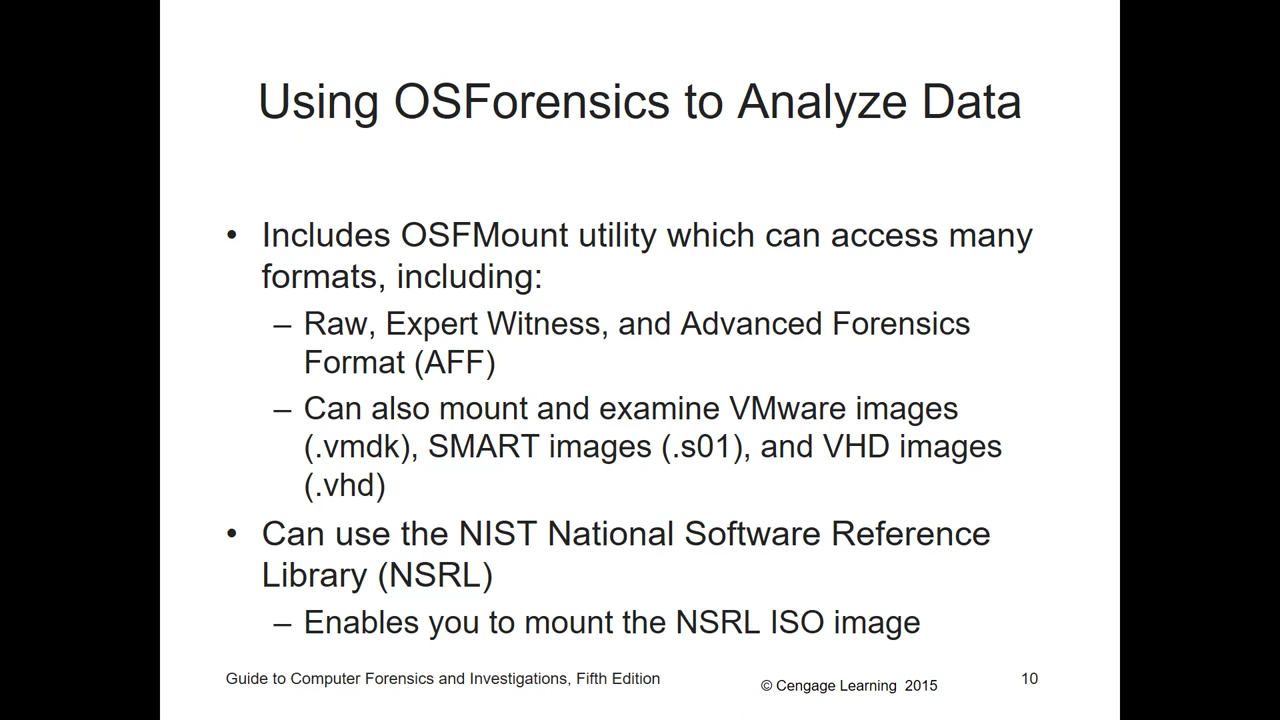 Using OSForensics to Analyze Data
• Includes OSFMount utility which can access many
formats, including:
– Raw, Expert Witness, and Advanced Forensics
Format (AFF)
– Can also mount and examine VMware images
(.vmdk), SMART images (.s01), and VHD images
(.vhd)
• Can use the NIST National Software Reference
Library (NSRL)
– Enables you to mount the NSRL ISO image
Guide to Computer Forensics and Investigations, Fifth Edition
© Cengage Learning 2015
10